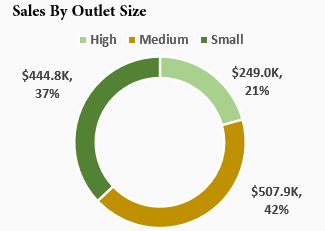 Sales By Outlet Size
High Medium Small
$444.8K,
37%
$249.0K,
21%
$507.9K,
42%